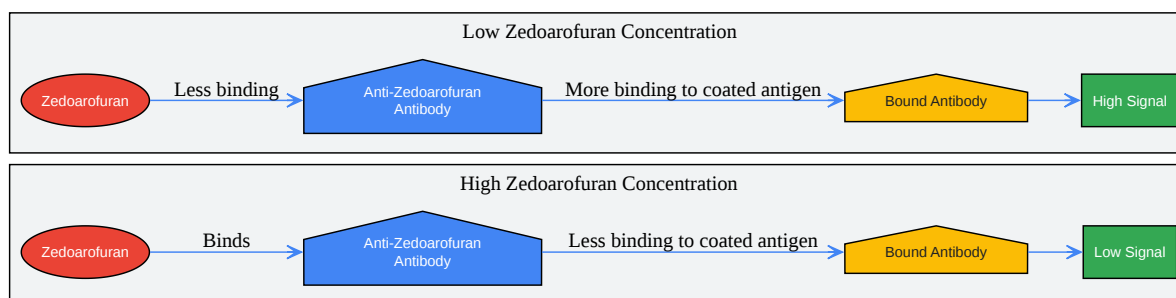 Low Zedoarofuran Concentration
Zedoarofuran
Less binding
Anti-Zedoarofuran
Antibody
More binding to coated antigen
Bound Antibody
High Signal
High Zedoarofuran Concentration
Zedoarofuran
Binds
Anti-Zedoarofuran
Antibody
Less binding to coated antigen
Bound Antibody
Low Signal